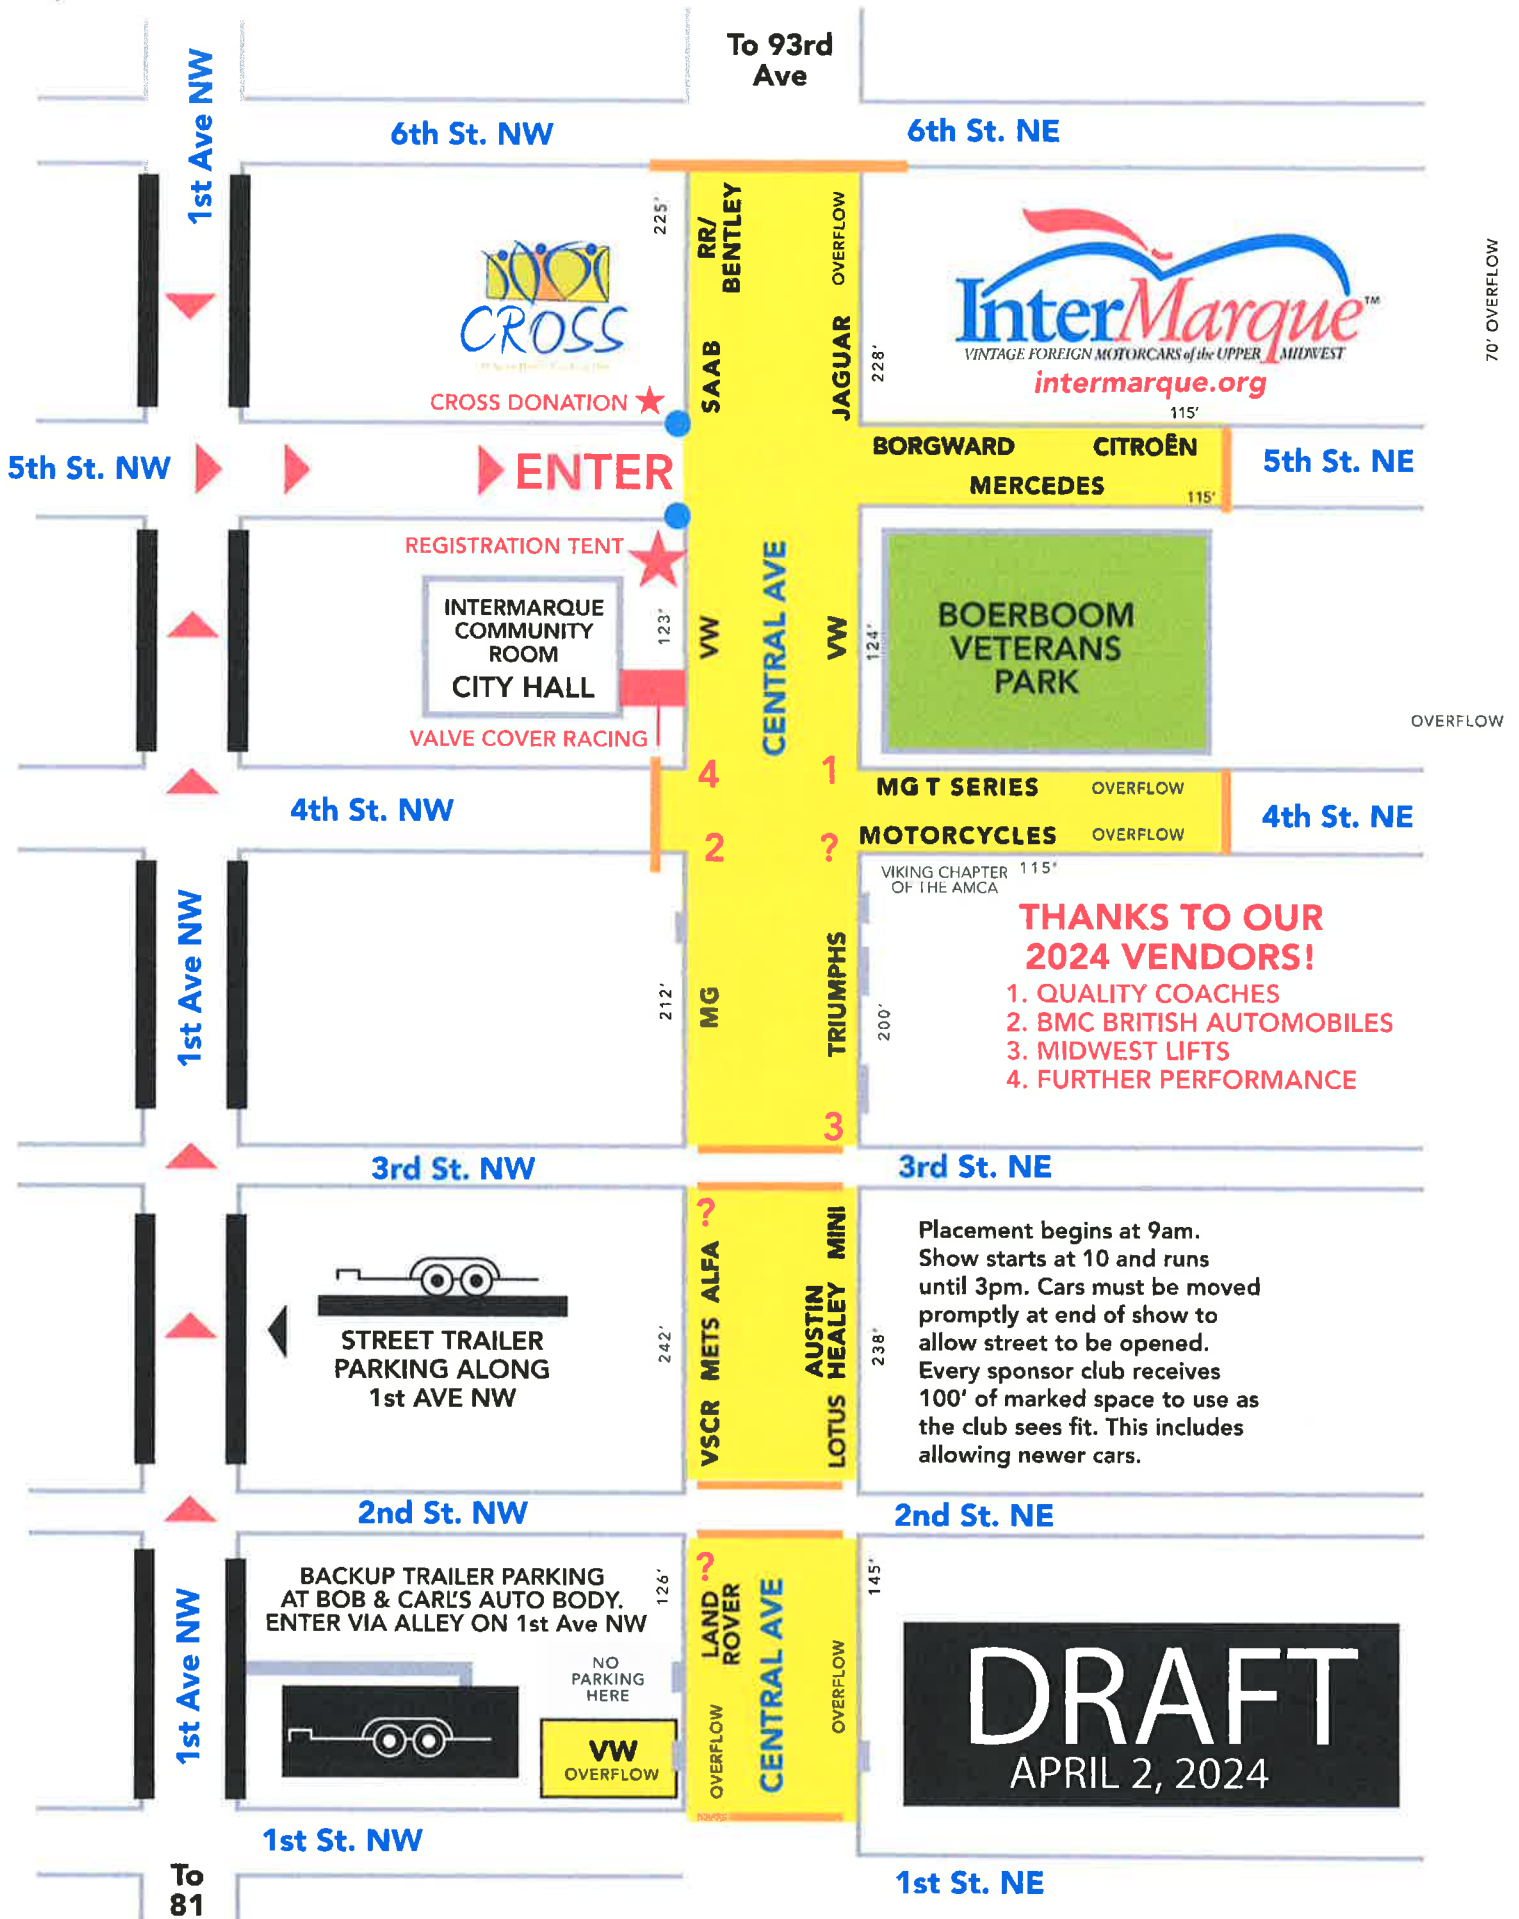 To 93rd
Ave
1st Ave NW
6th St. NW
6th St. NE
225'
RR/
BENTLEY
OVERFLOW
CROSS
InterMarque™
VINTAGE FOREIGN MOTORCARS of the UPPER MIDWEST
intermarque.org
70' OVERFLOW
SAAB
JAGUAR
228'
CROSS DONATION
115'
5th St. NW
ENTER
BORGWARD
CITROËN
MERCEDES
115'
5th St. NE
REGISTRATION TENT
INTERMARQUE
COMMUNITY
ROOM
CITY HALL
123'
VW
CENTRAL AVE
VW
124'
BOERBOOM
VETERANS
PARK
OVERFLOW
VALVE COVER RACING
4
1
4th St. NW
MG T SERIES
OVERFLOW
4th St. NE
2
?
MOTORCYCLES
OVERFLOW
VIKING CHAPTER
OF THE AMCA
115'
THANKS TO OUR
2024 VENDORS!
1. QUALITY COACHES
2. BMC BRITISH AUTOMOBILES
3. MIDWEST LIFTS
4. FURTHER PERFORMANCE
1st Ave NW
212'
MG
TRIUMPHS
200'
3
3rd St. NW
3rd St. NE
?
ALFA
METS
VSCR
MINI
AUSTIN
HEALEY
LOTUS
242'
238'
STREET TRAILER
PARKING ALONG
1st AVE NW
Placement begins at 9am.
Show starts at 10 and runs
until 3pm. Cars must be moved
promptly at end of show to
allow street to be opened.
Every sponsor club receives
100' of marked space to use as
the club sees fit. This includes
allowing newer cars.
2nd St. NW
2nd St. NE
BACKUP TRAILER PARKING
AT BOB & CARL'S AUTO BODY.
ENTER VIA ALLEY ON 1st Ave NW
126'
?
LAND
ROVER
145'
1st Ave NW
NO
PARKING
HERE
VW
OVERFLOW
OVERFLOW
CENTRAL AVE
OVERFLOW
DRAFT
APRIL 2, 2024
1st St. NW
1st St. NE
To
81